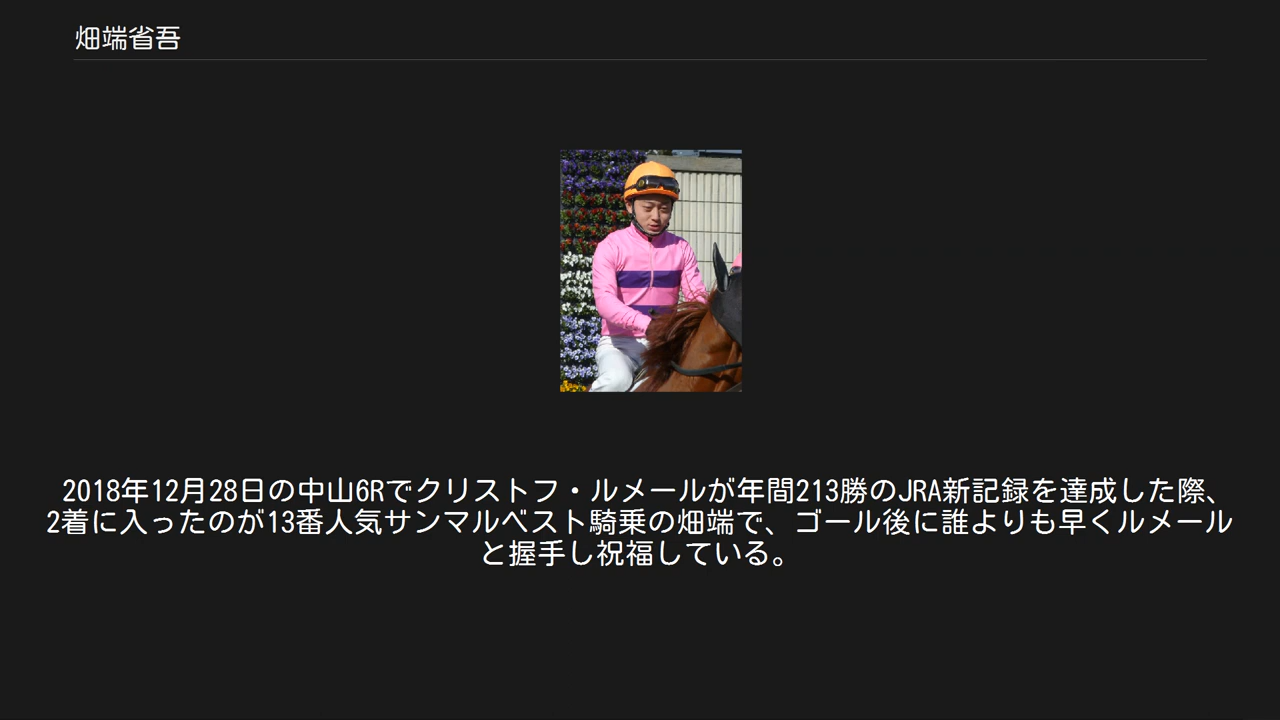 畑端省吾
2018年12月28日の中山6Rでクリストフ・ルメールが年間213勝のJRA新記録を達成した際、
2着に入ったのが13番人気サンマルベスト騎乗の畑端で、ゴール後に誰よりも早くルメール
と握手し祝福している。